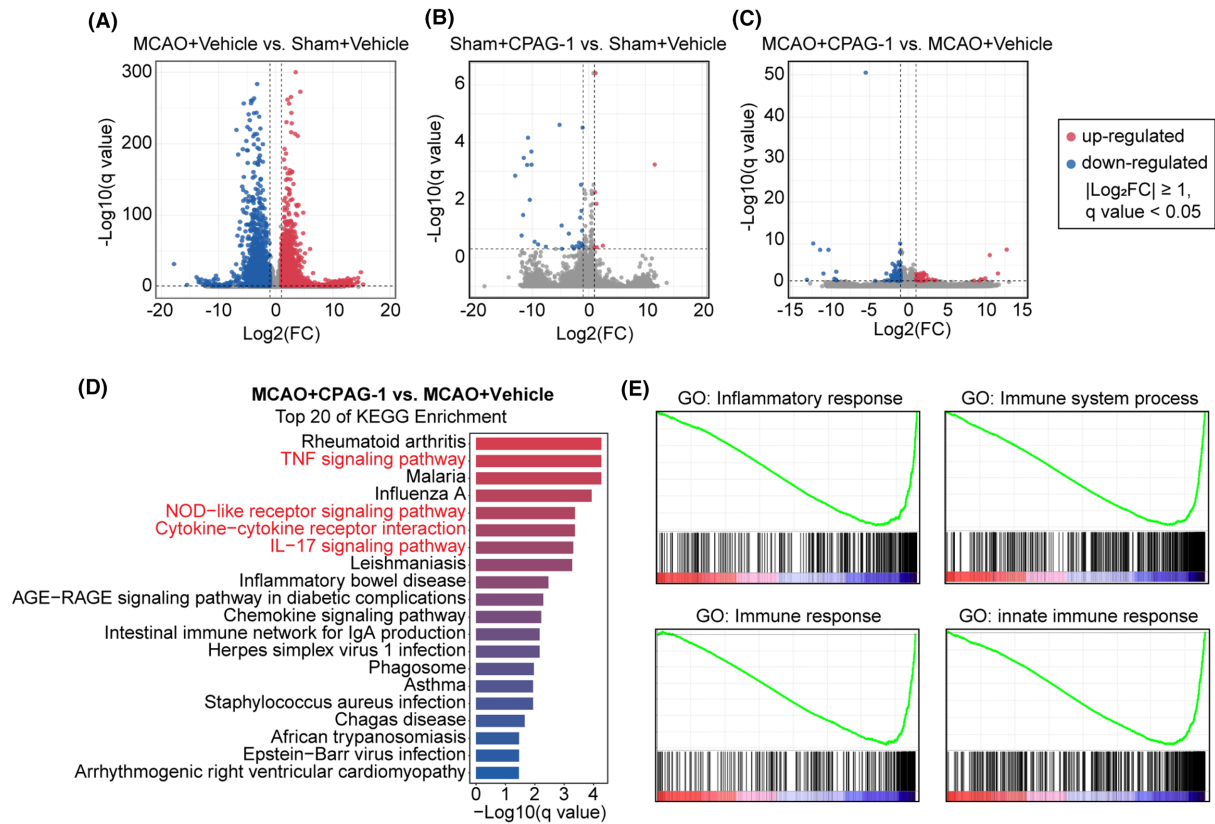 (A)
MCAO+Vehicle vs. Sham+Vehicle
-Log10(q value)
300
200
100
0
-20
-10
0
10
20
Log2(FC)
(B)
Sham+CPAG-1 vs. Sham+Vehicle
-Log10(q value)
6
4
2
0
-20
-10
0
10
20
Log2(FC)
(C)
MCAO+CPAG-1 vs. MCAO+Vehicle
-Log10(q value)
50
40
30
20
10
0
-15
-10
-5
0
5
10
15
Log2(FC)
up-regulated
down-regulated
|Log₂FC| ≥ 1,
q value < 0.05
(D)
MCAO+CPAG-1 vs. MCAO+Vehicle
Top 20 of KEGG Enrichment
Rheumatoid arthritis
TNF signaling pathway
Malaria
Influenza A
NOD−like receptor signaling pathway
Cytokine−cytokine receptor interaction
IL−17 signaling pathway
Leishmaniasis
Inflammatory bowel disease
AGE−RAGE signaling pathway in diabetic complications
Chemokine signaling pathway
Intestinal immune network for IgA production
Herpes simplex virus 1 infection
Phagosome
Asthma
Staphylococcus aureus infection
Chagas disease
African trypanosomiasis
Epstein−Barr virus infection
Arrhythmogenic right ventricular cardiomyopathy
0 1 2 3 4
−Log10(q value)
(E)
GO: Inflammatory response
GO: Immune system process
GO: Immune response
GO: innate immune response